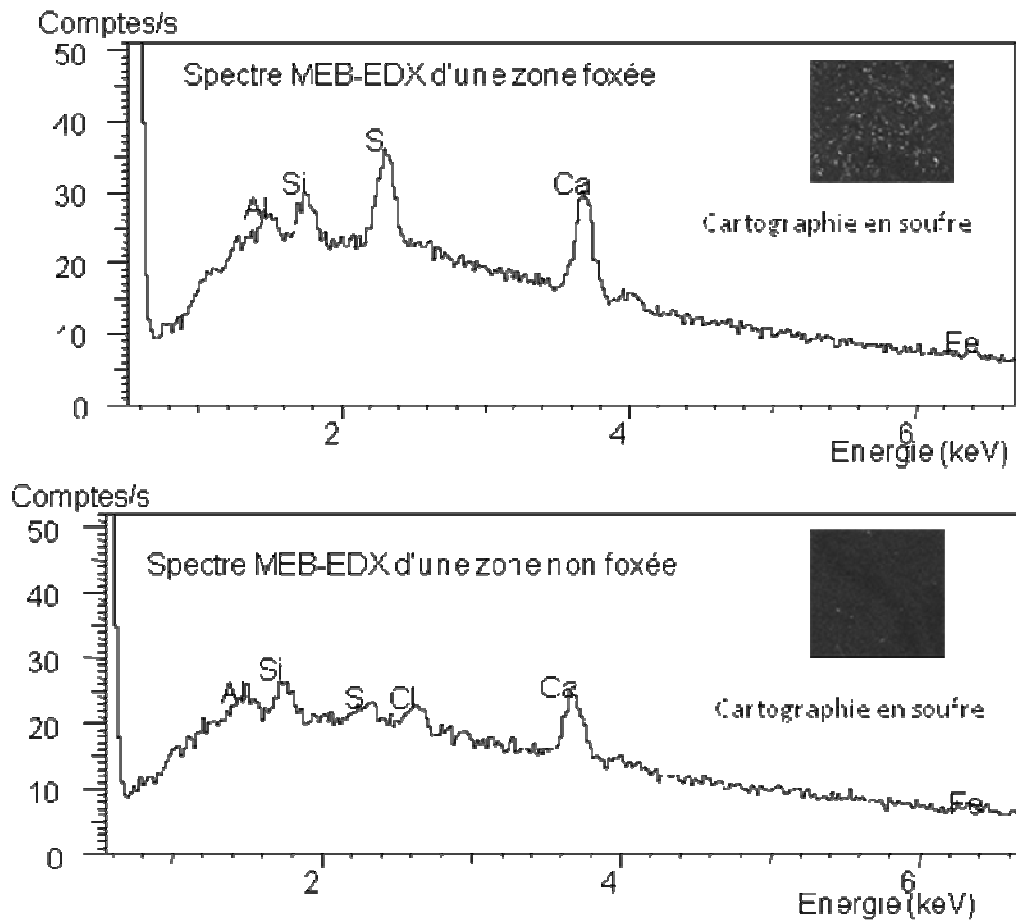 Comptes/s
50
Spectre MEB-EDX d'une zone foxée
40
S
Si
Ca
30
Al
Cartographie en soufre
20
10
Fe
0
2
4
6
Energie (keV)
Comptes/s
50
Spectre MEB-EDX d'une zone non foxée
40
30
Si
Al
S
Cl
Ca
Cartographie en soufre
20
10
Fe
0
2
4
6
Energie (keV)